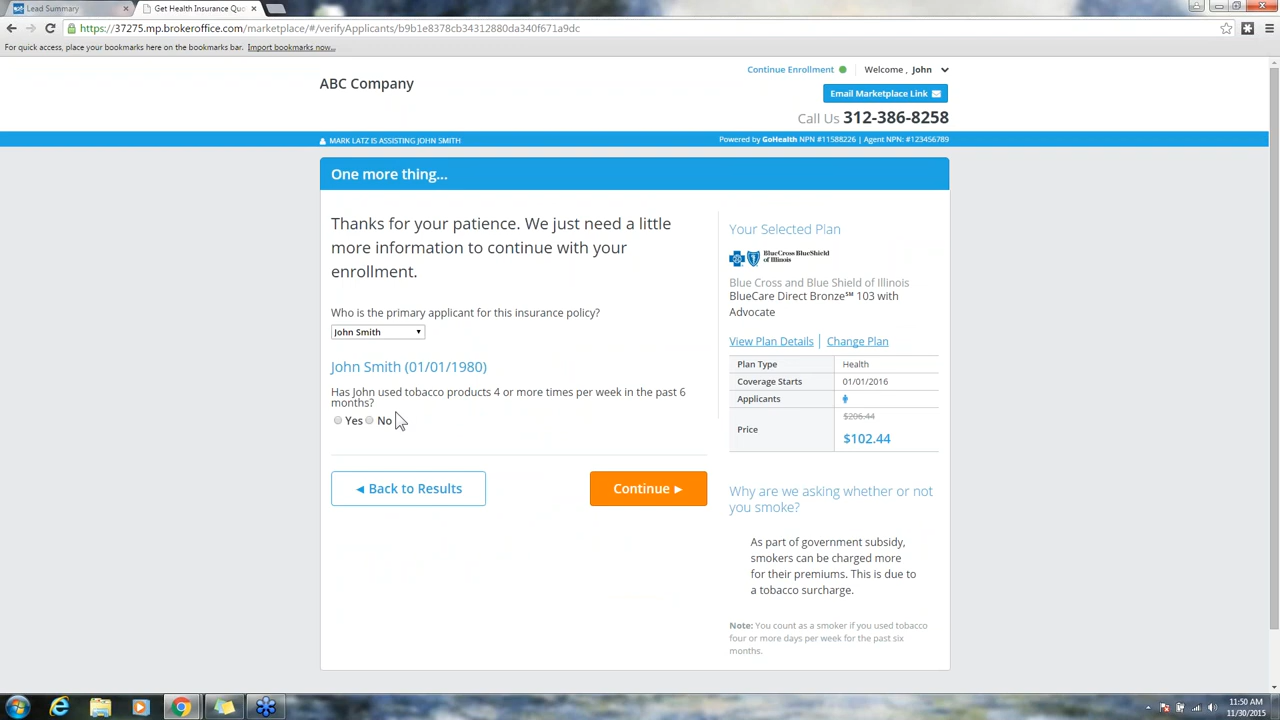 Lead Summary
Get Health Insurance Quo
https://37275.mp.brokeroffice.com/marketplace/#/verifyApplicants/b9b1e8378cb34312880da340f671a9dc
For quick access, place your bookmarks here on the bookmarks bar. Import bookmarks now...
Continue Enrollment
Welcome , John
ABC Company
Email Marketplace Link
Call Us 312-386-8258
MARK LATZ IS ASSISTING JOHN SMITH
Powered by GoHealth NPN #11588226 | Agent NPN: #123456789
One more thing...
Thanks for your patience. We just need a little
more information to continue with your
enrollment.
Who is the primary applicant for this insurance policy?
John Smith
John Smith (01/01/1980)
Has John used tobacco products 4 or more times per week in the past 6
months?
Yes No
Back to Results
Continue
Your Selected Plan
BlueCross BlueShield
of Illinois
Blue Cross and Blue Shield of Illinois
BlueCare Direct Bronze℠ 103 with
Advocate
View Plan Details | Change Plan
Plan Type Health
Coverage Starts 01/01/2016
Applicants
$206.44
Price
$102.44
Why are we asking whether or not
you smoke?
As part of government subsidy,
smokers can be charged more
for their premiums. This is due to
a tobacco surcharge.
Note: You count as a smoker if you used tobacco
four or more days per week for the past six
months.
11:50 AM
11/30/2015